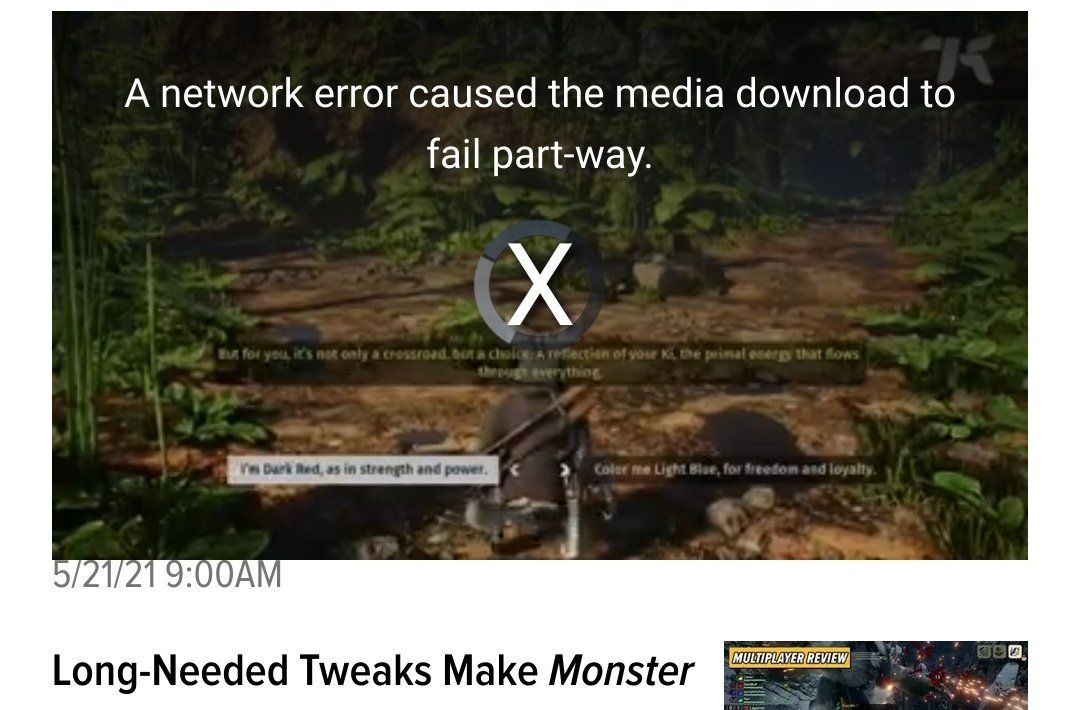 A network error caused the media download to
fail part-way.
X
But for you, it's not only a crossroad, but a choice. A reflection of your Ki, the primal energy that flows
through everything.
I'm Dark Red, as in strength and power.
Color me Light Blue, for freedom and loyalty.
5/21/21 9:00AM
Long-Needed Tweaks Make Monster
MULTIPLAYER REVIEW